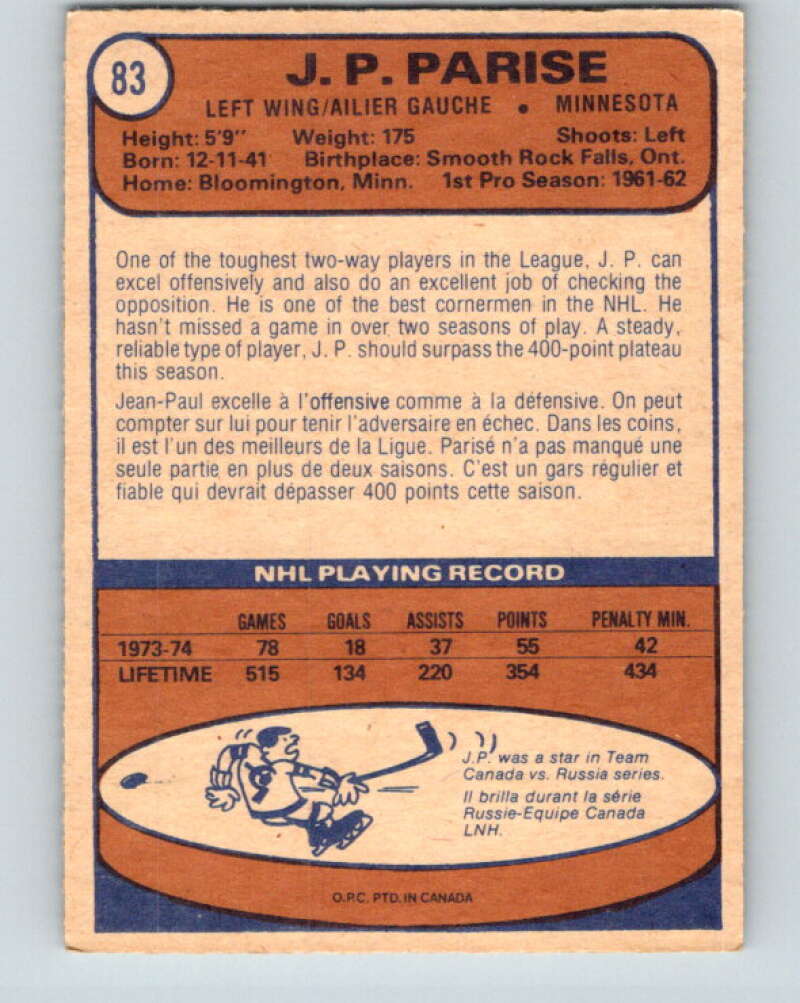 83
J. P. PARISE
LEFT WING/AILIER GAUCHE • MINNESOTA
Height: 5'9" Weight: 175 Shoots: Left
Born: 12-11-41 Birthplace: Smooth Rock Falls, Ont.
Home: Bloomington, Minn. 1st Pro Season: 1961-62
One of the toughest two-way players in the League, J. P. can
excel offensively and also do an excellent job of checking the
opposition. He is one of the best cornermen in the NHL. He
hasn't missed a game in over two seasons of play. A steady,
reliable type of player, J. P. should surpass the 400-point plateau
this season.
Jean-Paul excelle à l'offensive comme à la défensive. On peut
compter sur lui pour tenir l'adversaire en échec. Dans les coins,
il est l'un des meilleurs de la Ligue. Parisé n'a pas manqué une
seule partie en plus de deux saisons. C'est un gars régulier et
fiable qui devrait dépasser 400 points cette saison.
NHL PLAYING RECORD
GAMES GOALS ASSISTS POINTS PENALTY MIN.
1973-74 78 18 37 55 42
LIFETIME 515 134 220 354 434
J.P. was a star in Team
Canada vs. Russia series.
Il brilla durant la série
Russie-Equipe Canada
LNH.
O.P.C. PTD. IN CANADA